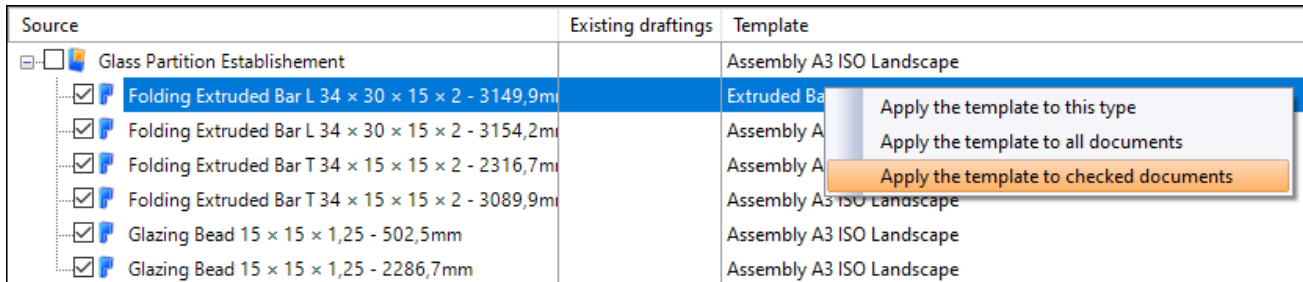 Source Existing draftings Template
Glass Partition Establishement Assembly A3 ISO Landscape
Folding Extruded Bar L 34 × 30 × 15 × 2 - 3149,9m Extruded Ba
Apply the template to this type
Folding Extruded Bar L 34 × 30 × 15 × 2 - 3154,2m Assembly A
Apply the template to all documents
Folding Extruded Bar T 34 × 15 × 15 × 2 - 2316,7m Assembly A
Apply the template to checked documents
Folding Extruded Bar T 34 × 15 × 15 × 2 - 3089,9m Assembly A3 ISO Landscape
Glazing Bead 15 × 15 × 1,25 - 502,5mm Assembly A3 ISO Landscape
Glazing Bead 15 × 15 × 1,25 - 2286,7mm Assembly A3 ISO Landscape